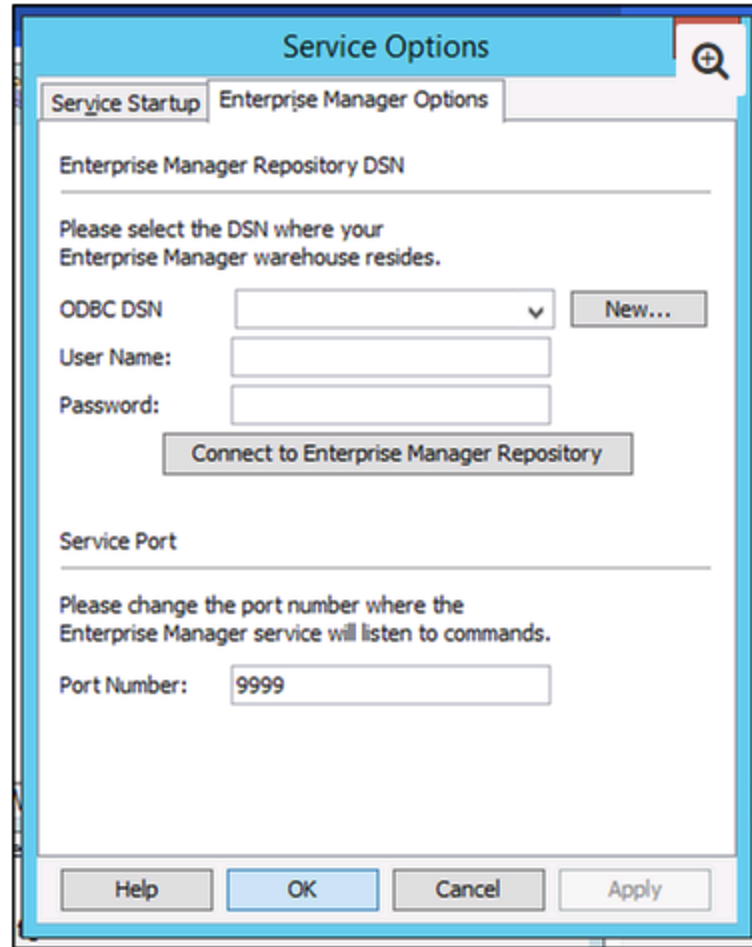 Service Options
Service Startup
Enterprise Manager Options
Enterprise Manager Repository DSN
Please select the DSN where your
Enterprise Manager warehouse resides.
ODBC DSN
New...
User Name:
Password:
Connect to Enterprise Manager Repository
Service Port
Please change the port number where the
Enterprise Manager service will listen to commands.
Port Number:
9999
Help
OK
Cancel
Apply